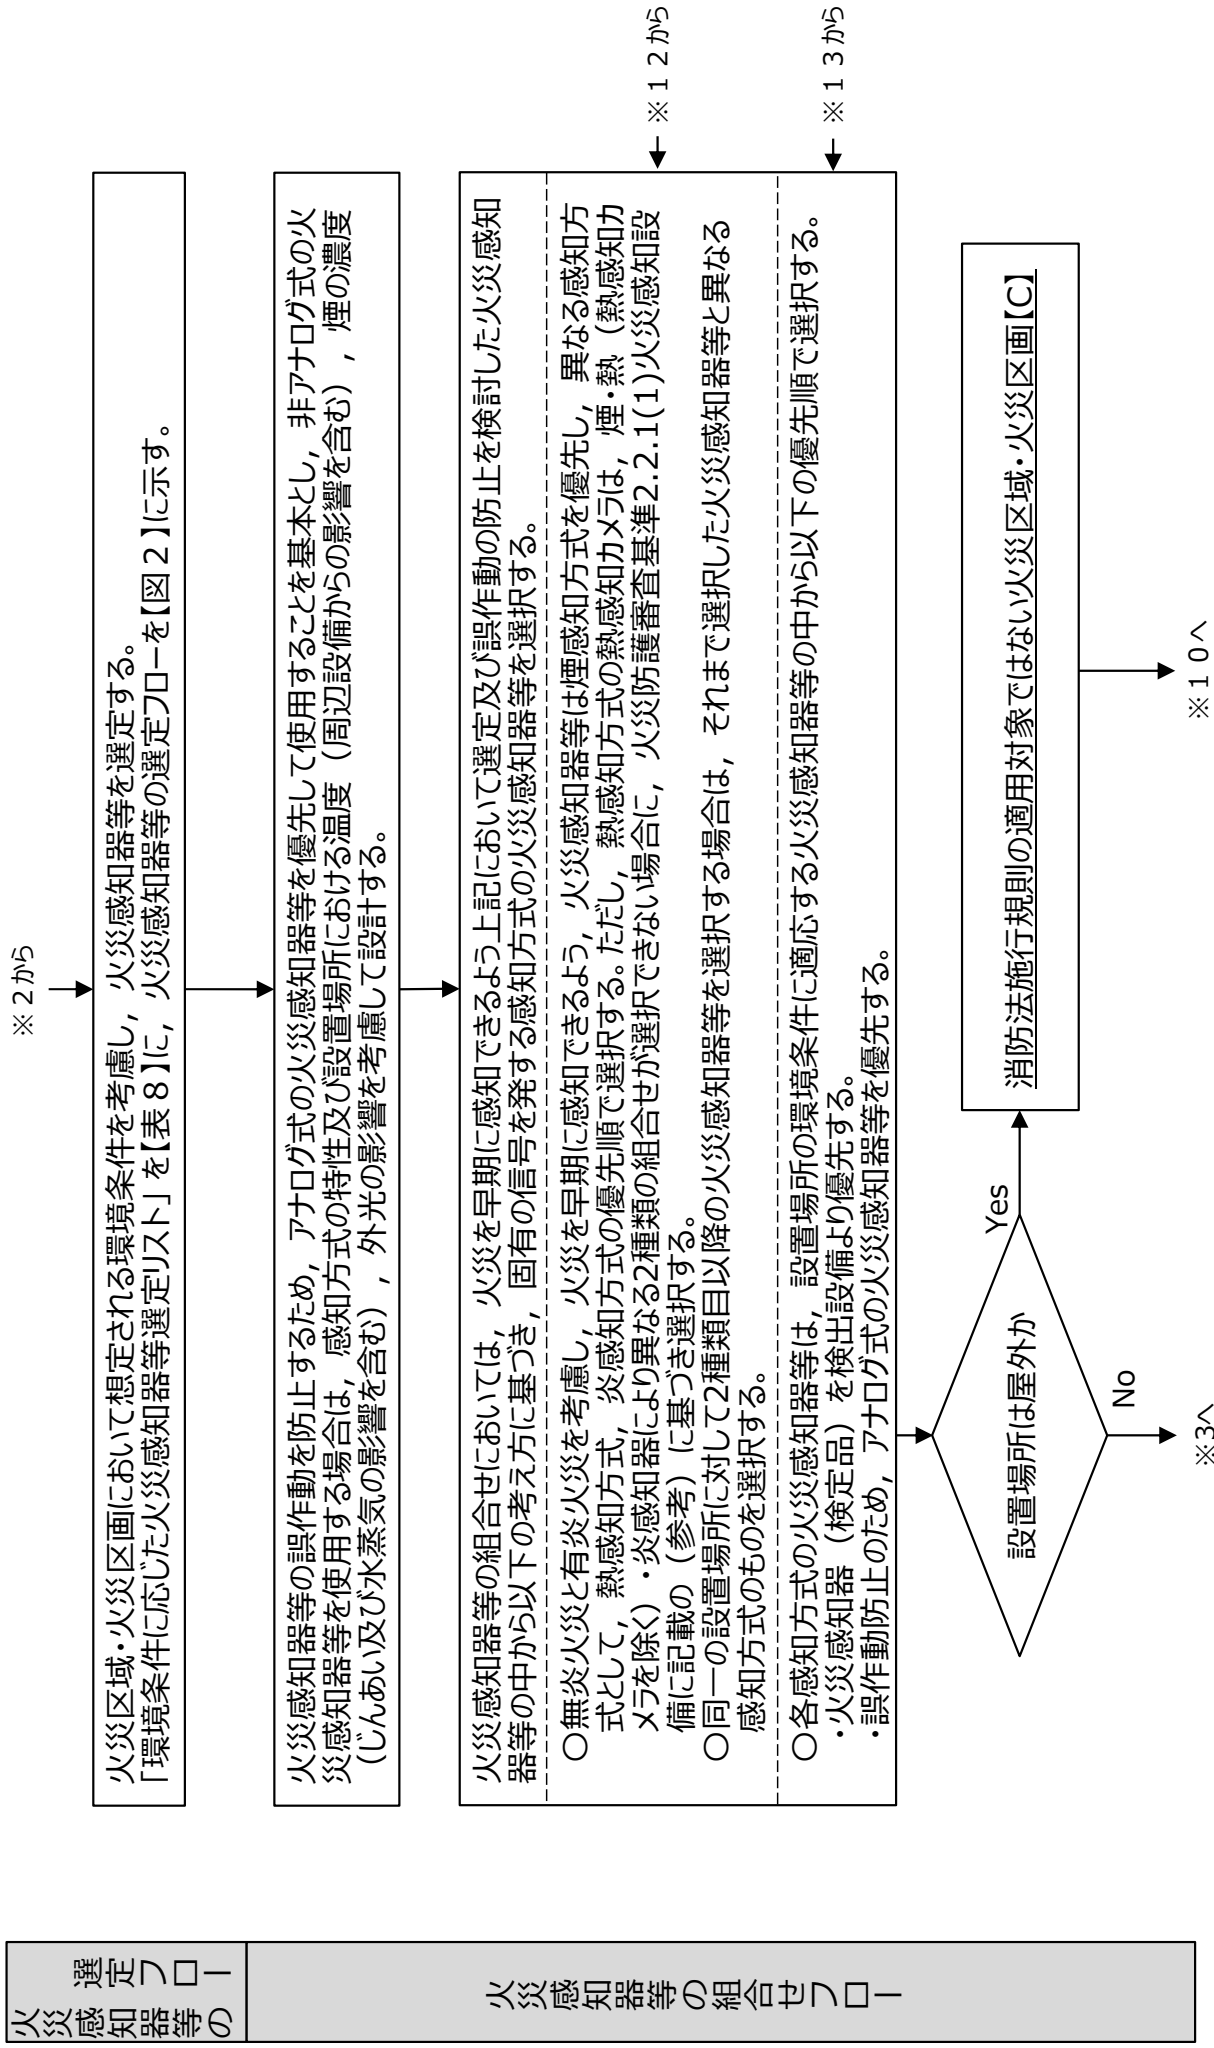 火災感知器等の
選定フロー
火災感知器等の組合せフロー
※２から
火災区域・火災区画において想定される環境条件を考慮し，火災感知器等を選定する。
「環境条件に応じた火災感知器等選定リスト」を【表８】に，火災感知器等の選定フローを【図２】に示す。
火災感知器等の誤作動を防止するため，アナログ式の火災感知器等を優先して使用することを基本とし，非アナログ式の火
災感知器等を使用する場合は，感知方式の特性及び設置場所における温度（周辺設備からの影響を含む），煙の濃度
（じんあい及び水蒸気の影響を含む），外光の影響を考慮して設計する。
火災感知器等の組合せにおいては，火災を早期に感知できるよう上記において選定及び誤作動の防止を検討した火災感知
器等の中から以下の考え方に基づき，固有の信号を発する感知方式の火災感知器等を選択する。
〇無炎火災と有炎火災を考慮し，火災を早期に感知できるよう，火災感知器等は煙感知方式を優先し，異なる感知方
式として，熱感知方式，炎感知方式の優先順で選択する。ただし，熱感知方式の熱感知カメラは，煙・熱（熱感知カ
メラを除く）・炎感知器により異なる2種類の組合せが選択できない場合に，火災防護審査基準2.2.1(1)火災感知設
備に記載の（参考）に基づき選択する。
〇同一の設置場所に対して2種類目以降の火災感知器等を選択する場合は，それまで選択した火災感知器等と異なる
感知方式のものを選択する。
※１２から
〇各感知方式の火災感知器等は，設置場所の環境条件に適応する火災感知器等の中から以下の優先順で選択する。
・火災感知器（検定品）を検出設備より優先する。
・誤作動防止のため，アナログ式の火災感知器等を優先する。
※１３から
設置場所は屋外か
Yes
消防法施行規則の適用対象ではない火災区域・火災区画【C】
※１０へ
No
※3へ